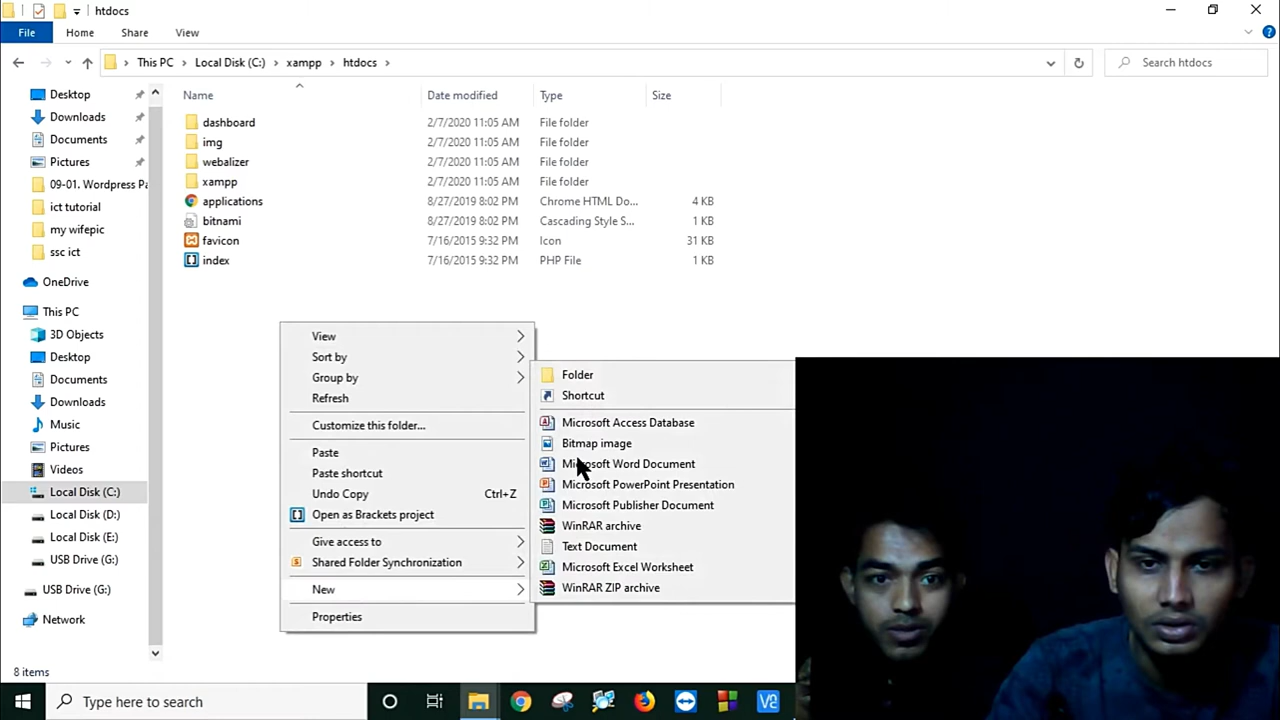 htdocs
File Home Share View
This PC Local Disk (C:) xampp htdocs Search htdocs
Name Date modified Type Size
Desktop
Downloads
Documents
Pictures
09-01. Wordpress Pa
ict tutorial
my wifepic
ssc ict
OneDrive
This PC
3D Objects
Desktop
Documents
Downloads
Music
Pictures
Videos
Local Disk (C:)
Local Disk (D:)
Local Disk (E:)
USB Drive (G:)
USB Drive (G:)
Network
dashboard 2/7/2020 11:05 AM File folder
img 2/7/2020 11:05 AM File folder
webalizer 2/7/2020 11:05 AM File folder
xampp 2/7/2020 11:05 AM File folder
applications 8/27/2019 8:02 PM Chrome HTML Do... 4 KB
bitnami 8/27/2019 8:02 PM Cascading Style S... 1 KB
favicon 7/16/2015 9:32 PM Icon 31 KB
index 7/16/2015 9:32 PM PHP File 1 KB
View
Sort by
Group by
Refresh
Customize this folder...
Paste
Paste shortcut
Undo Copy Ctrl+Z
Open as Brackets project
Give access to
Shared Folder Synchronization
New
Properties
Folder
Shortcut
Microsoft Access Database
Bitmap image
Microsoft Word Document
Microsoft PowerPoint Presentation
Microsoft Publisher Document
WinRAR archive
Text Document
Microsoft Excel Worksheet
WinRAR ZIP archive
8 items
Type here to search